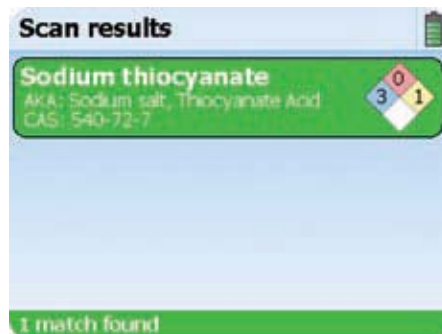 Scan results
Sodium thiocyanate
AKA: Sodium salt, Thiocyanate Acid
CAS: 540-72-7
0
3 1
1 match found